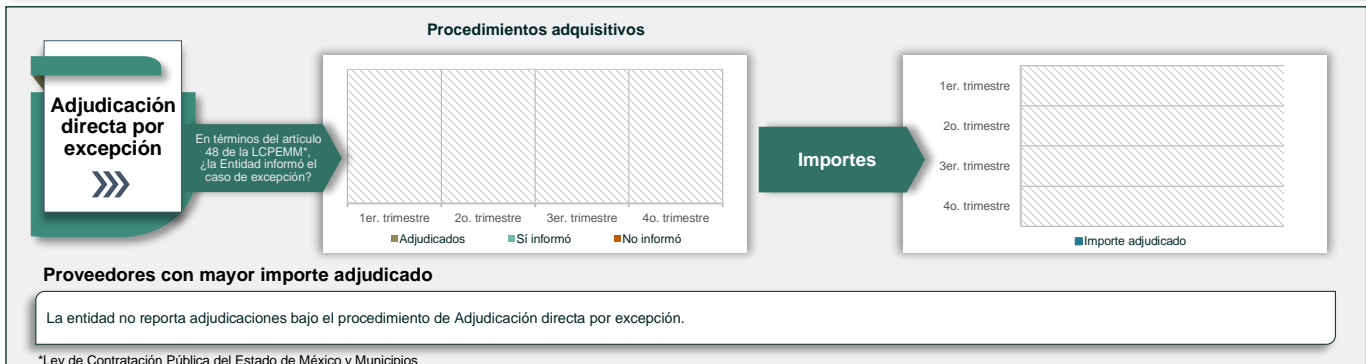 Procedimientos adquisitivos
Adjudicación
directa por
excepción
En términos del artículo
48 de la LCPEMM*,
¿la Entidad informó el
caso de excepción?
1er. trimestre 2o. trimestre 3er. trimestre 4o. trimestre
Adjudicados Sí informó No informó
Importes
1er. trimestre
2o. trimestre
3er. trimestre
4o. trimestre
Importe adjudicado
Proveedores con mayor importe adjudicado
La entidad no reporta adjudicaciones bajo el procedimiento de Adjudicación directa por excepción.
*Ley de Contratación Pública del Estado de México y Municipios